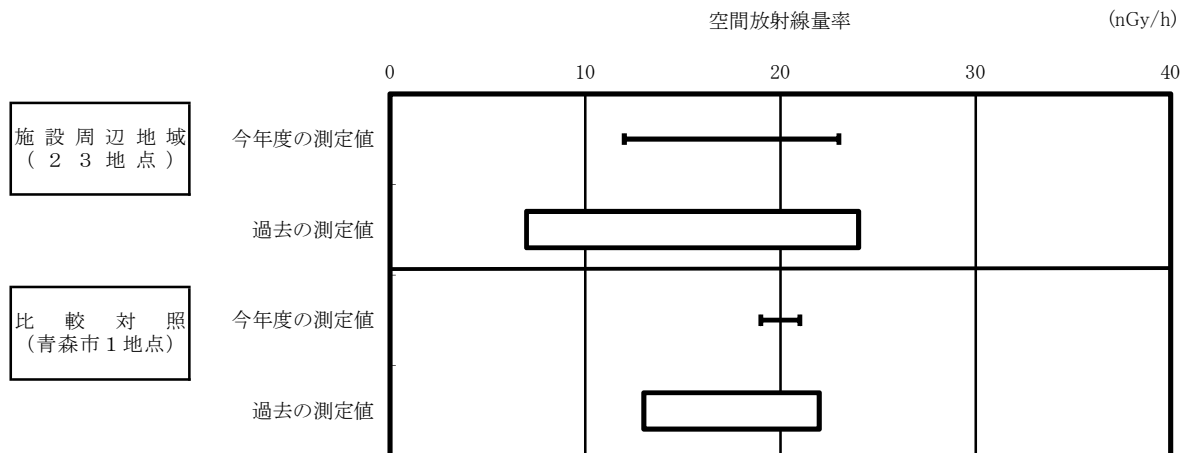 空間放射線量率 (nGy/h)
0 10 20 30 40
施設周辺地域
(23地点)
今年度の測定値
過去の測定値
比較対照
(青森市1地点)
今年度の測定値
過去の測定値